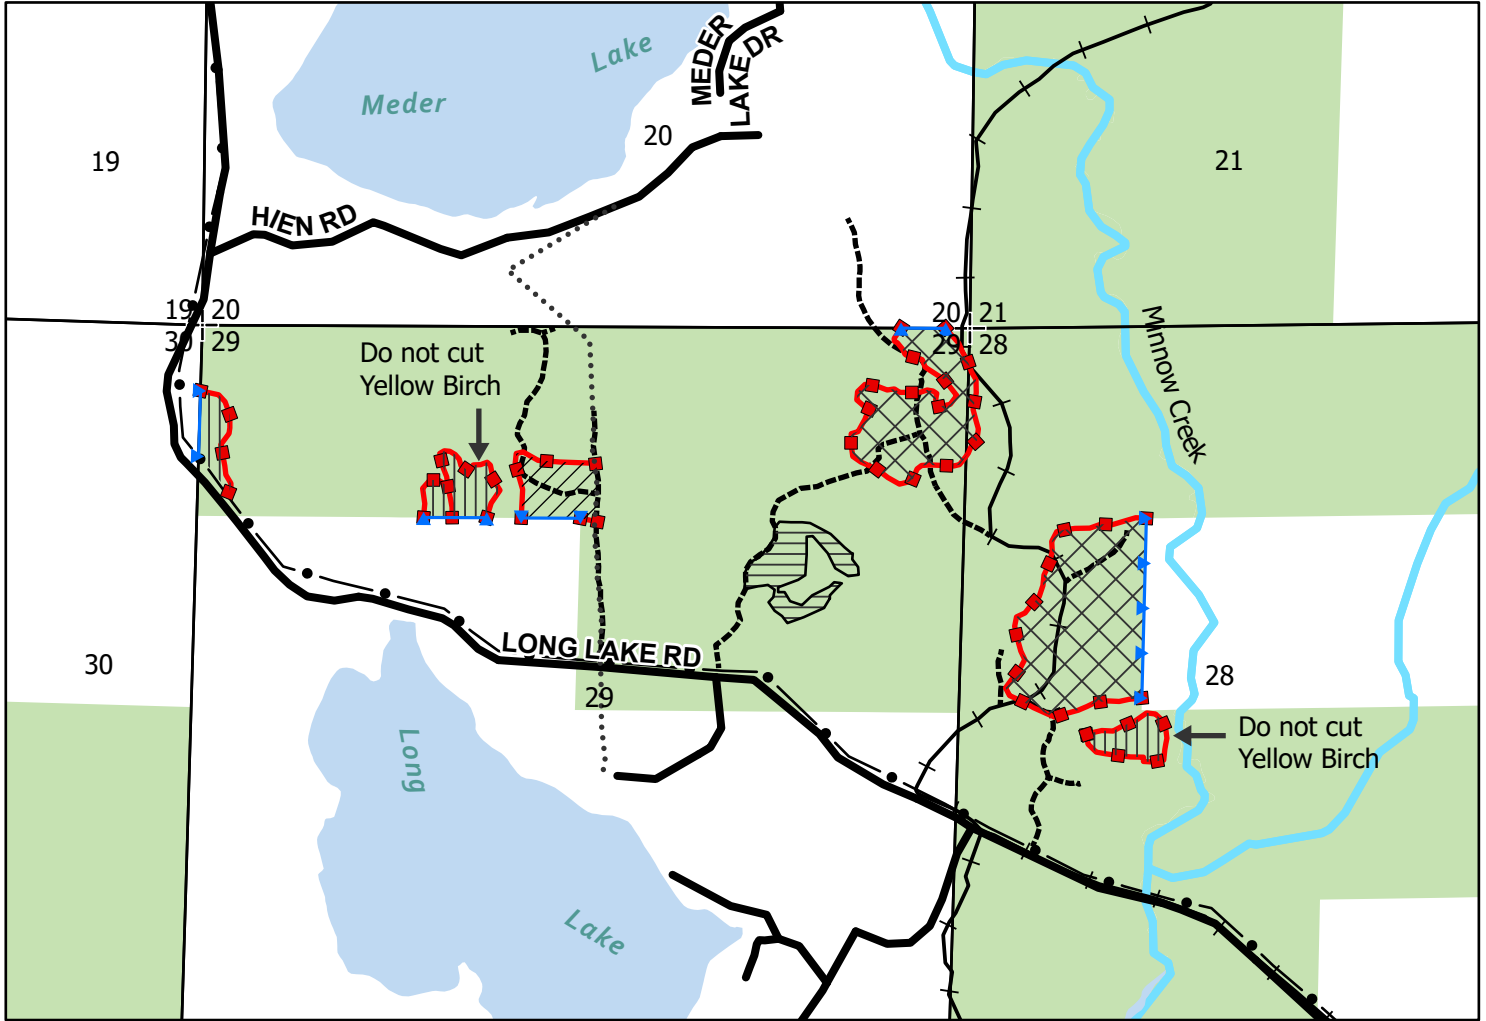 Meder
Lake
MEDER
LAKE DR
19
20
21
H/EN RD
19 20
30 29
20 21
29 28
Do not cut
Yellow Birch
Minnow Creek
30
LONG LAKE RD
29
28
Do not cut
Yellow Birch
Long
Lake